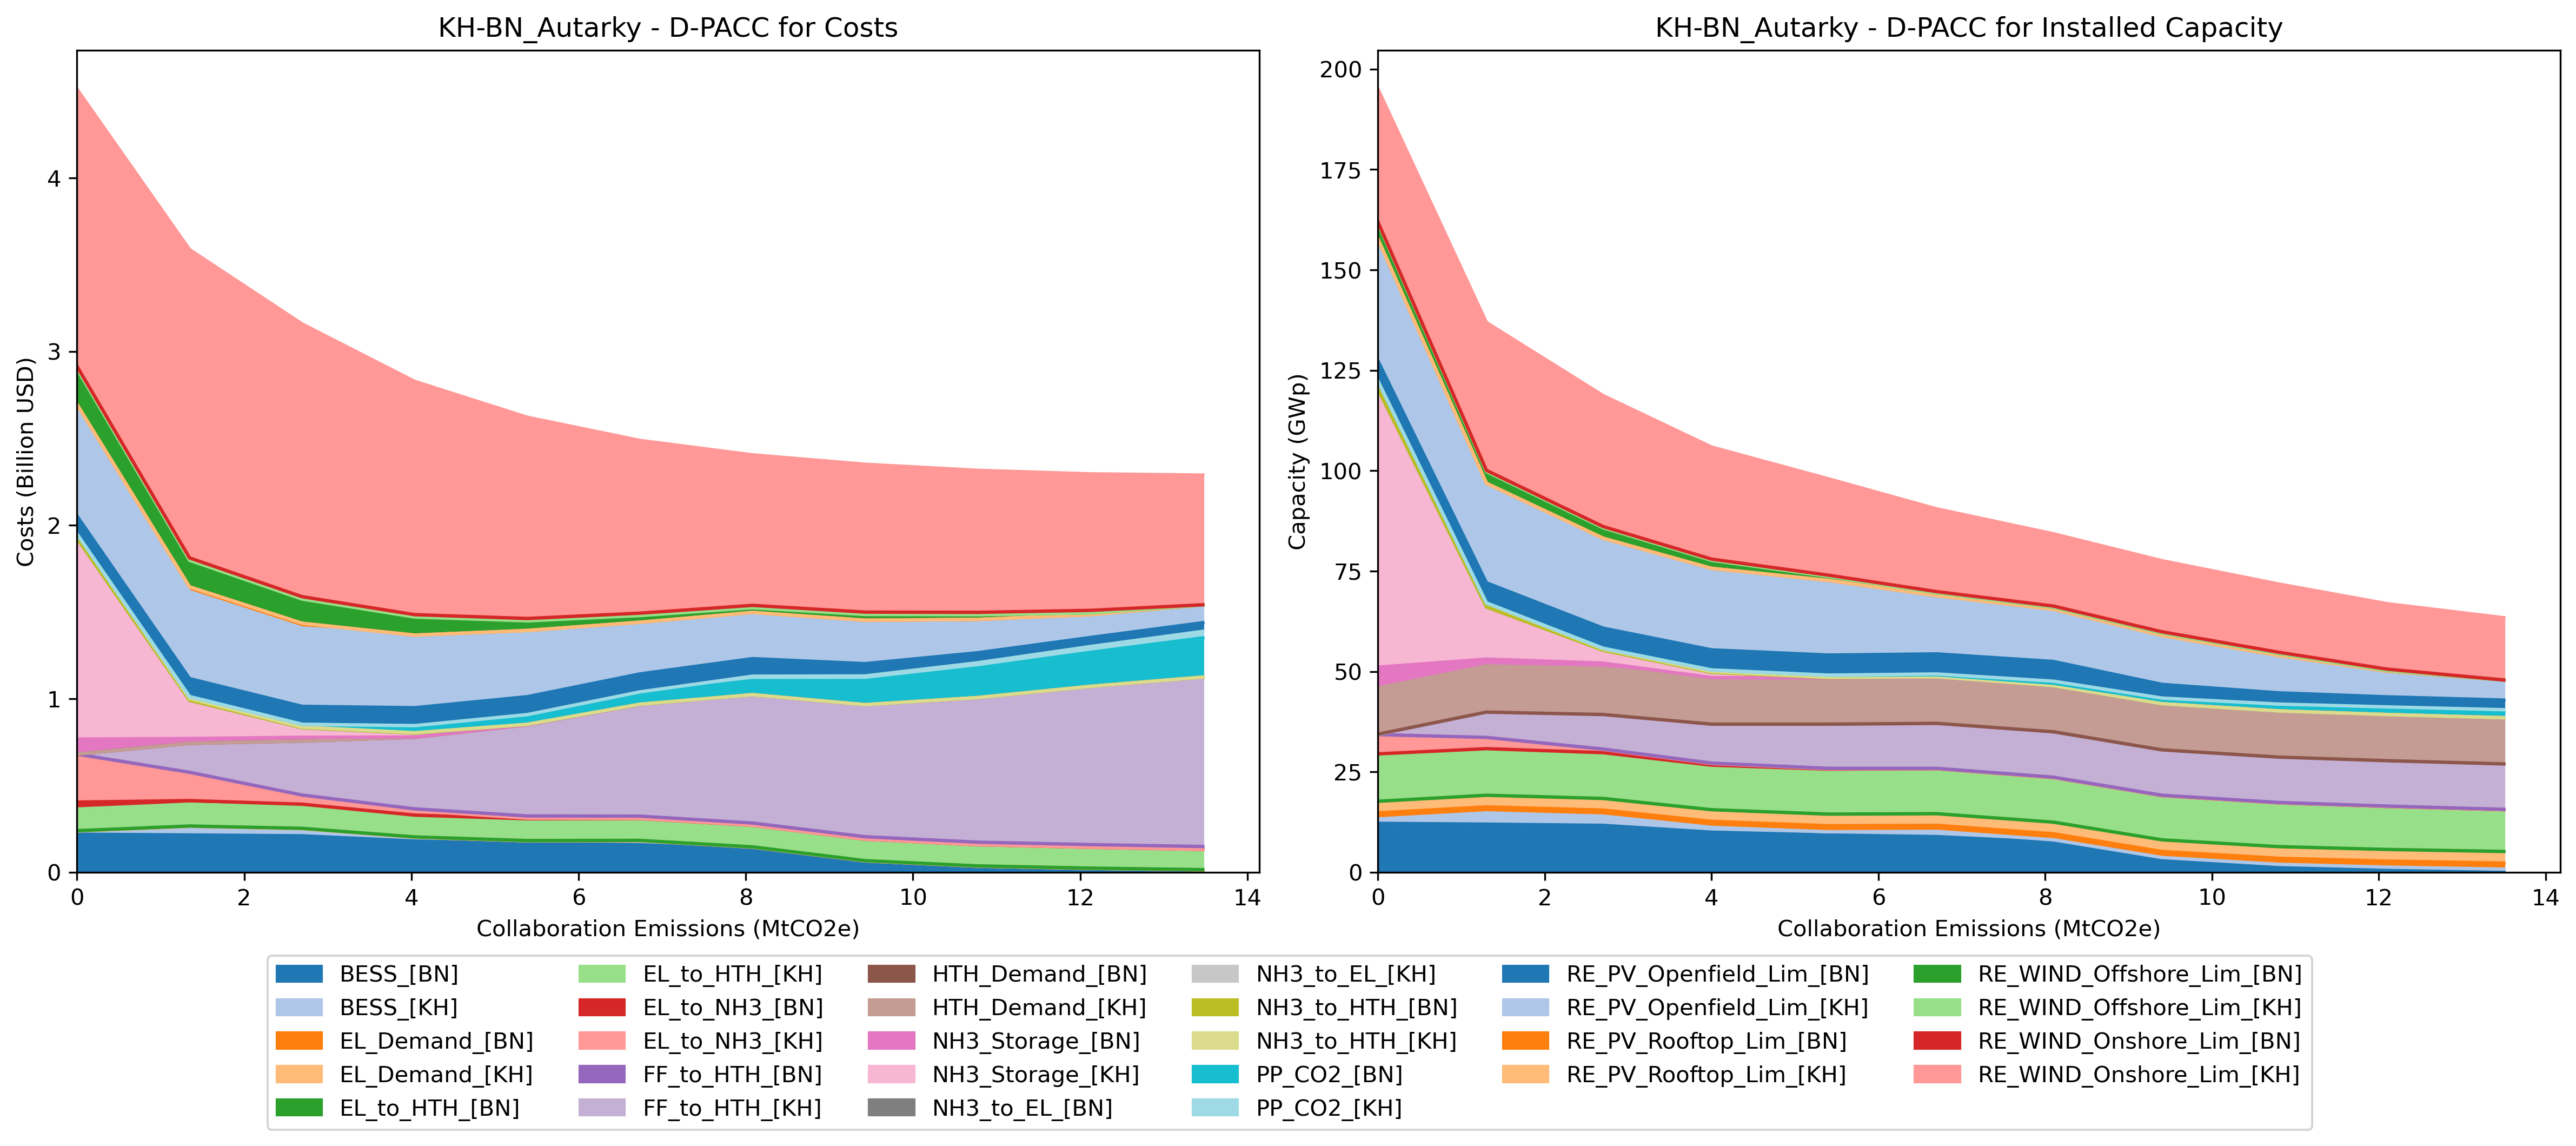 KH-BN_Autarky - D-PACC for Costs
4
3
2
1
0
Costs (Billion USD)
0 2 4 6 8 10 12 14
Collaboration Emissions (MtCO2e)
KH-BN_Autarky - D-PACC for Installed Capacity
200
175
150
125
100
75
50
25
0
Capacity (GWp)
0 2 4 6 8 10 12 14
Collaboration Emissions (MtCO2e)
BESS_[BN]
BESS_[KH]
EL_Demand_[BN]
EL_Demand_[KH]
EL_to_HTH_[BN]
EL_to_HTH_[KH]
EL_to_NH3_[BN]
EL_to_NH3_[KH]
FF_to_HTH_[BN]
FF_to_HTH_[KH]
HTH_Demand_[BN]
HTH_Demand_[KH]
NH3_Storage_[BN]
NH3_Storage_[KH]
NH3_to_EL_[BN]
NH3_to_EL_[KH]
NH3_to_HTH_[BN]
NH3_to_HTH_[KH]
PP_CO2_[BN]
PP_CO2_[KH]
RE_PV_Openfield_Lim_[BN]
RE_PV_Openfield_Lim_[KH]
RE_PV_Rooftop_Lim_[BN]
RE_PV_Rooftop_Lim_[KH]
RE_WIND_Offshore_Lim_[BN]
RE_WIND_Offshore_Lim_[KH]
RE_WIND_Onshore_Lim_[BN]
RE_WIND_Onshore_Lim_[KH]